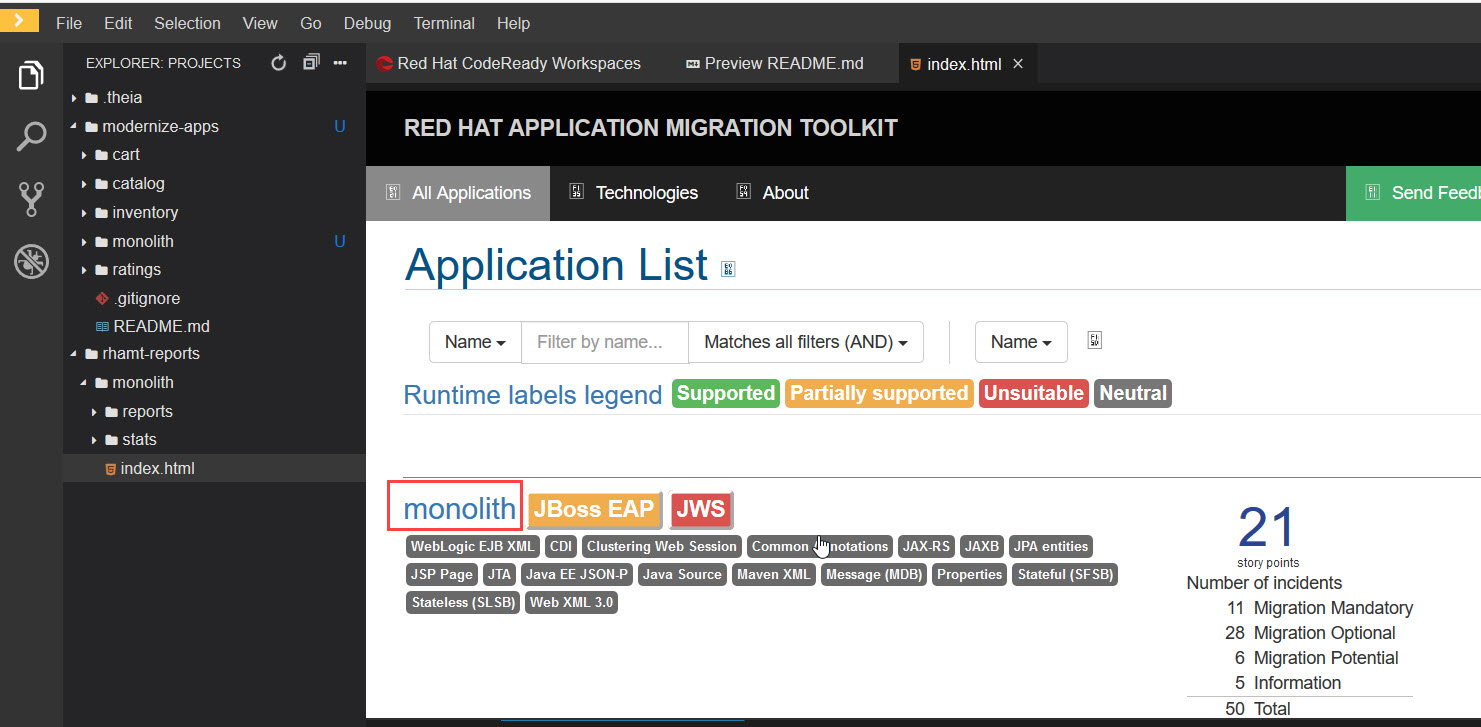 File Edit Selection View Go Debug Terminal Help
EXPLORER: PROJECTS
.theia
modernize-apps U
cart
catalog
inventory
monolith U
ratings
.gitignore
README.md
rhamt-reports
monolith
reports
stats
index.html
Red Hat CodeReady Workspaces Preview README.md index.html
RED HAT APPLICATION MIGRATION TOOLKIT
All Applications Technologies About Send Feedb
Application List
Name Filter by name... Matches all filters (AND) Name
Runtime labels legend Supported Partially supported Unsuitable Neutral
monolith JBoss EAP JWS
WebLogic EJB XML CDI Clustering Web Session Common JAX-RS JAXB JPA entities
JSP Page JTA Java EE JSON-P Java Source Maven XML Message (MDB) Properties Stateful (SFSB)
Stateless (SLSB) Web XML 3.0
21
story points
Number of incidents
11 Migration Mandatory
28 Migration Optional
6 Migration Potential
5 Information
50 Total